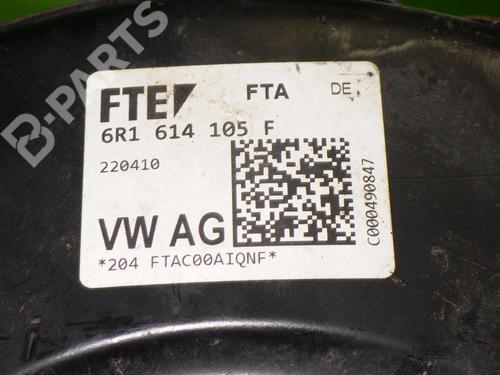 B-PARTS
FTE FTA DE
6R1 614 105 F
220410
VW AG
*204 FTAC00AIQNF*
C000490847